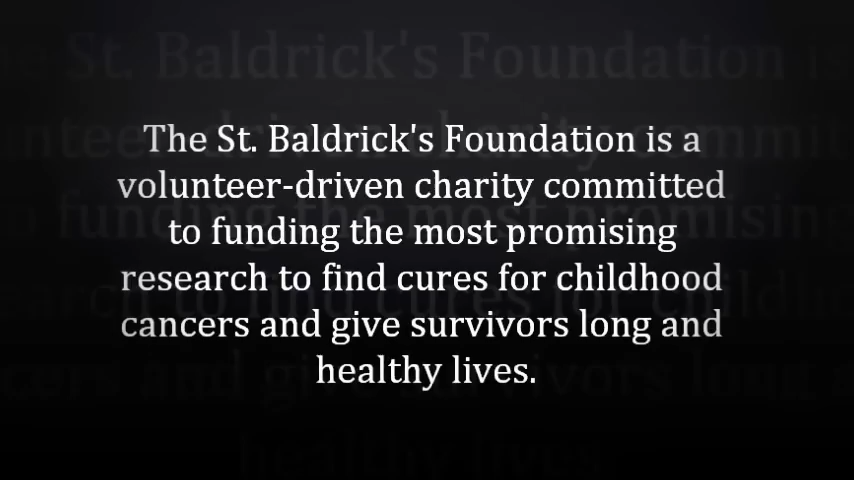 The St. Baldrick's Foundation is a
volunteer-driven charity committed
to funding the most promising
research to find cures for childhood
cancers and give survivors long and
healthy lives.